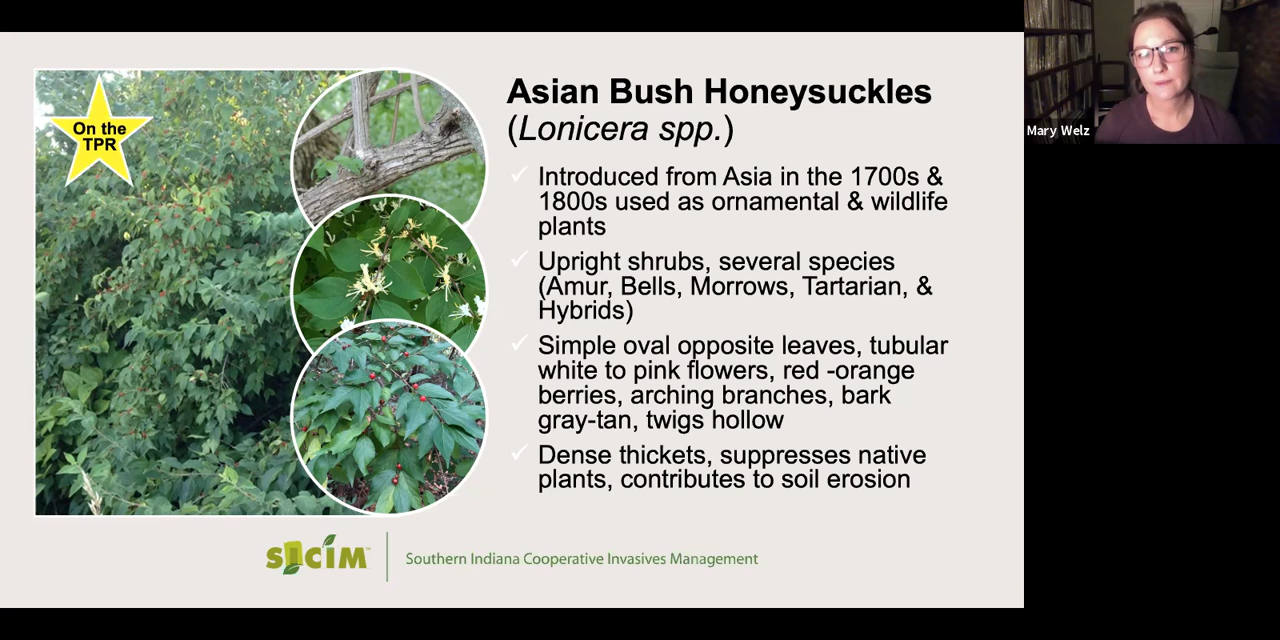 On the
TPR
Asian Bush Honeysuckles
(Lonicera spp.)
Introduced from Asia in the 1700s &
1800s used as ornamental & wildlife
plants
Upright shrubs, several species
(Amur, Bells, Morrows, Tartarian, &
Hybrids)
Simple oval opposite leaves, tubular
white to pink flowers, red -orange
berries, arching branches, bark
gray-tan, twigs hollow
Dense thickets, suppresses native
plants, contributes to soil erosion
SICIM™
Southern Indiana Cooperative Invasives Management
Mary Welz